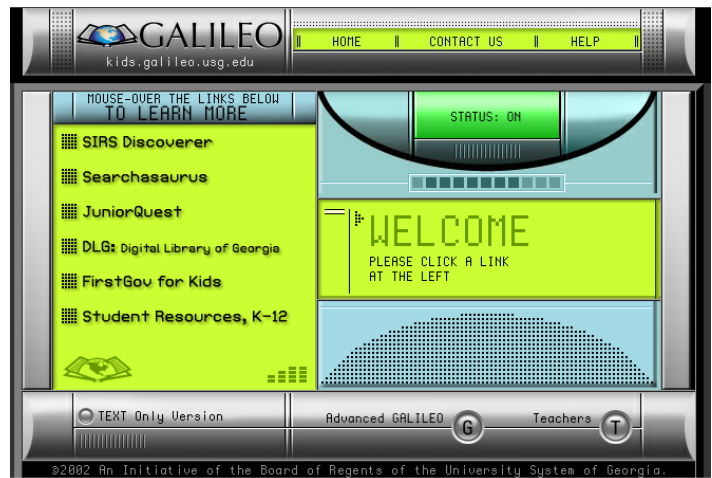 GALILEO
kids.galileo.usg.edu
HOME
CONTACT US
HELP
MOUSE-OVER THE LINKS BELOW
TO LEARN MORE
SIRS Discoverer
Searchasaurus
JuniorQuest
DLG: Digital Library of Georgia
FirstGov for Kids
Student Resources, K-12
STATUS: ON
WELCOME
PLEASE CLICK A LINK
AT THE LEFT
TEXT Only Version
Advanced GALILEO G
Teachers T
©2002 An Initiative of the Board of Regents of the University System of Georgia.